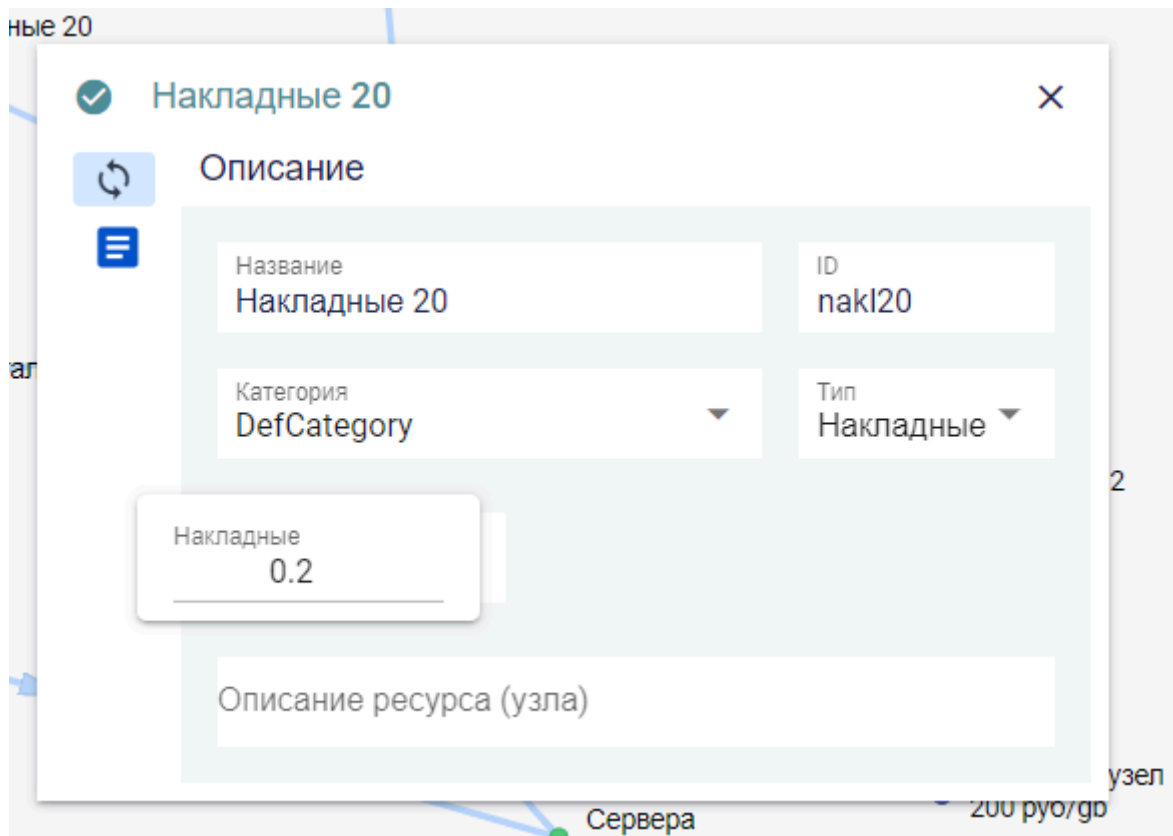 ные 20
Накладные 20
Описание
Название
Накладные 20
ID
nakl20
Категория
DefCategory
Тип
Накладные
2
Накладные
0.2
Описание ресурса (узла)
узел
200 руб/gb
Сервера